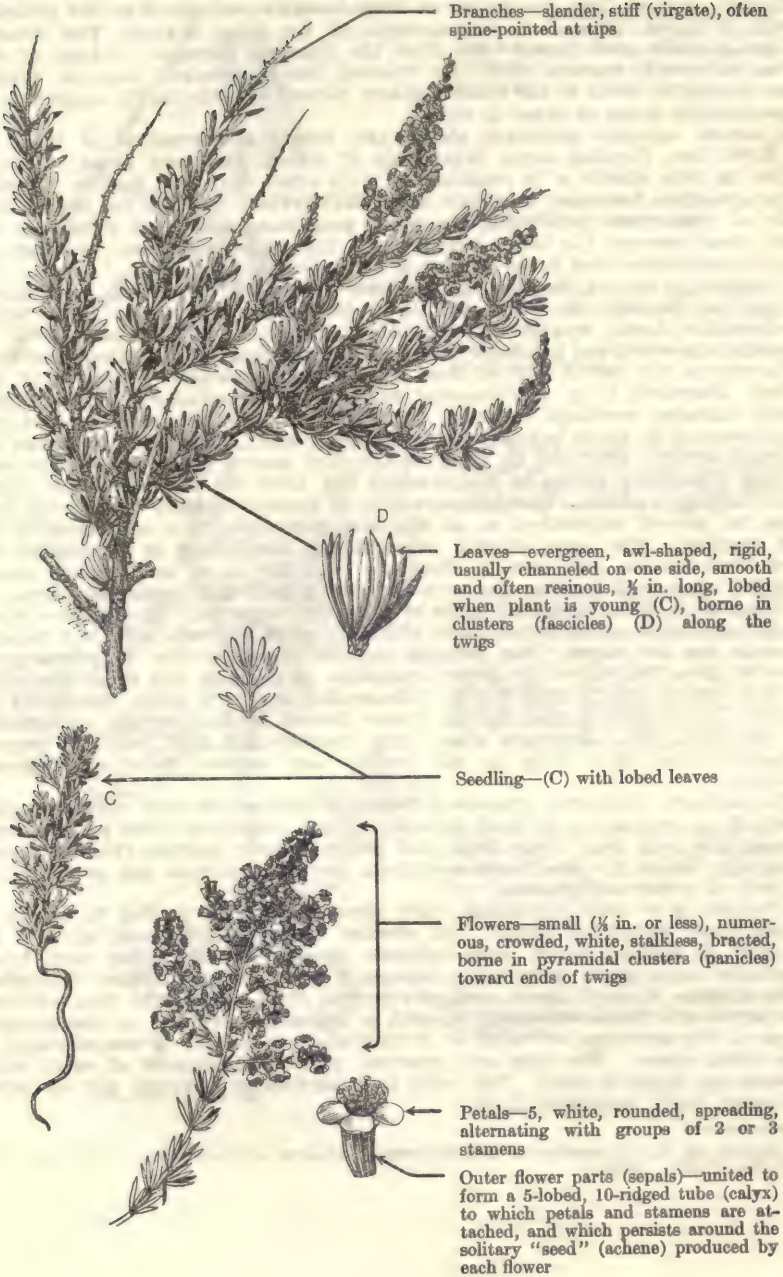 Branches—slender, stiff (virgate), often
spine-pointed at tips
D
Leaves—evergreen, awl-shaped, rigid,
usually channeled on one side, smooth
and often resinous, in. long, lobed
when plant is young (C), borne in
clusters (fascicles) (D) along the
twigs
Seedling—(C) with lobed leaves
C
Flowers—small (⅛ in. or less), numer-
ous, crowded, white, stalkless, bracted,
borne in pyramidal clusters (panicles)
toward ends of twigs
Petals—5, white, rounded, spreading,
alternating with groups of 2 or 3
stamens
Outer flower parts (sepals)—united to
form a 5-lobed, 10-ridged tube (calyx)
to which petals and stamens are at-
tached, and which persists around the
solitary "seed" (achene) produced by
each flower